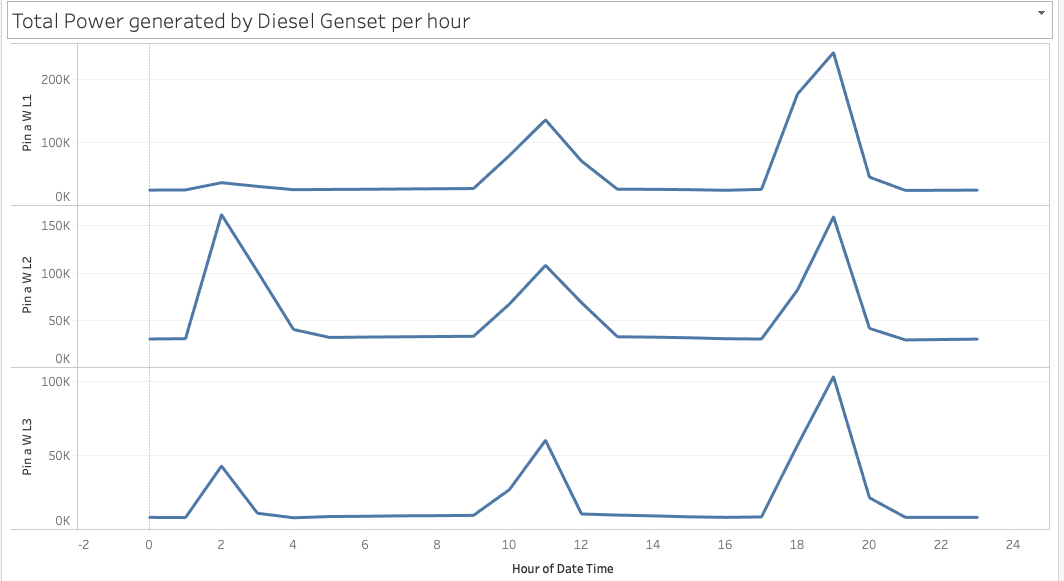 Total Power generated by Diesel Genset per hour
Pin a W L1
200K
100K
0K
Pin a W L2
150K
100K
50K
0K
Pin a W L3
100K
50K
0K
-2 0 2 4 6 8 10 12 14 16 18 20 22 24
Hour of Date Time